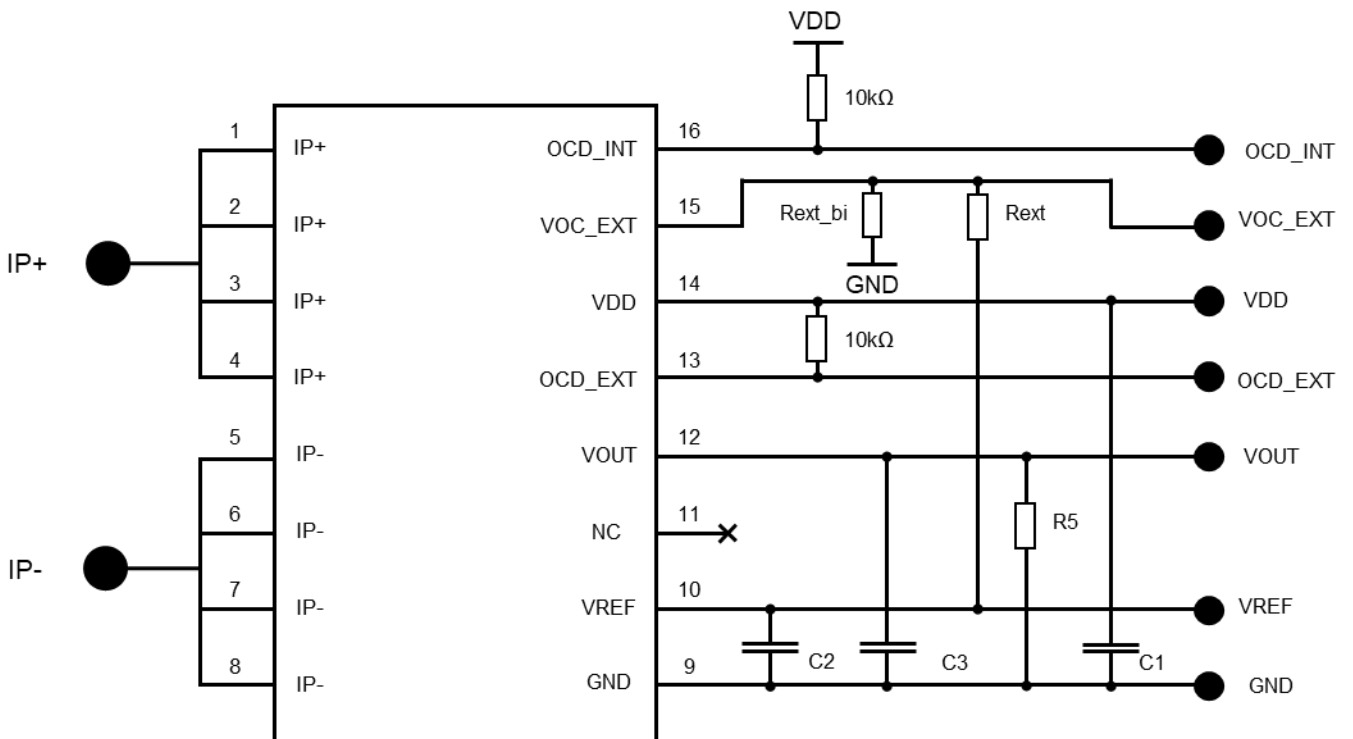 VDD
10kΩ
1 IP+ OCD_INT 16 OCD_INT
2 IP+ VOC_EXT 15 Rext_bi Rext VOC_EXT
IP+
GND
3 IP+ VDD 14 VDD
10kΩ
4 IP+ OCD_EXT 13 OCD_EXT
5 IP- VOUT 12 VOUT
6 IP- NC 11 R5
IP-
7 IP- VREF 10 VREF
C2 C3 C1
8 IP- GND 9 GND